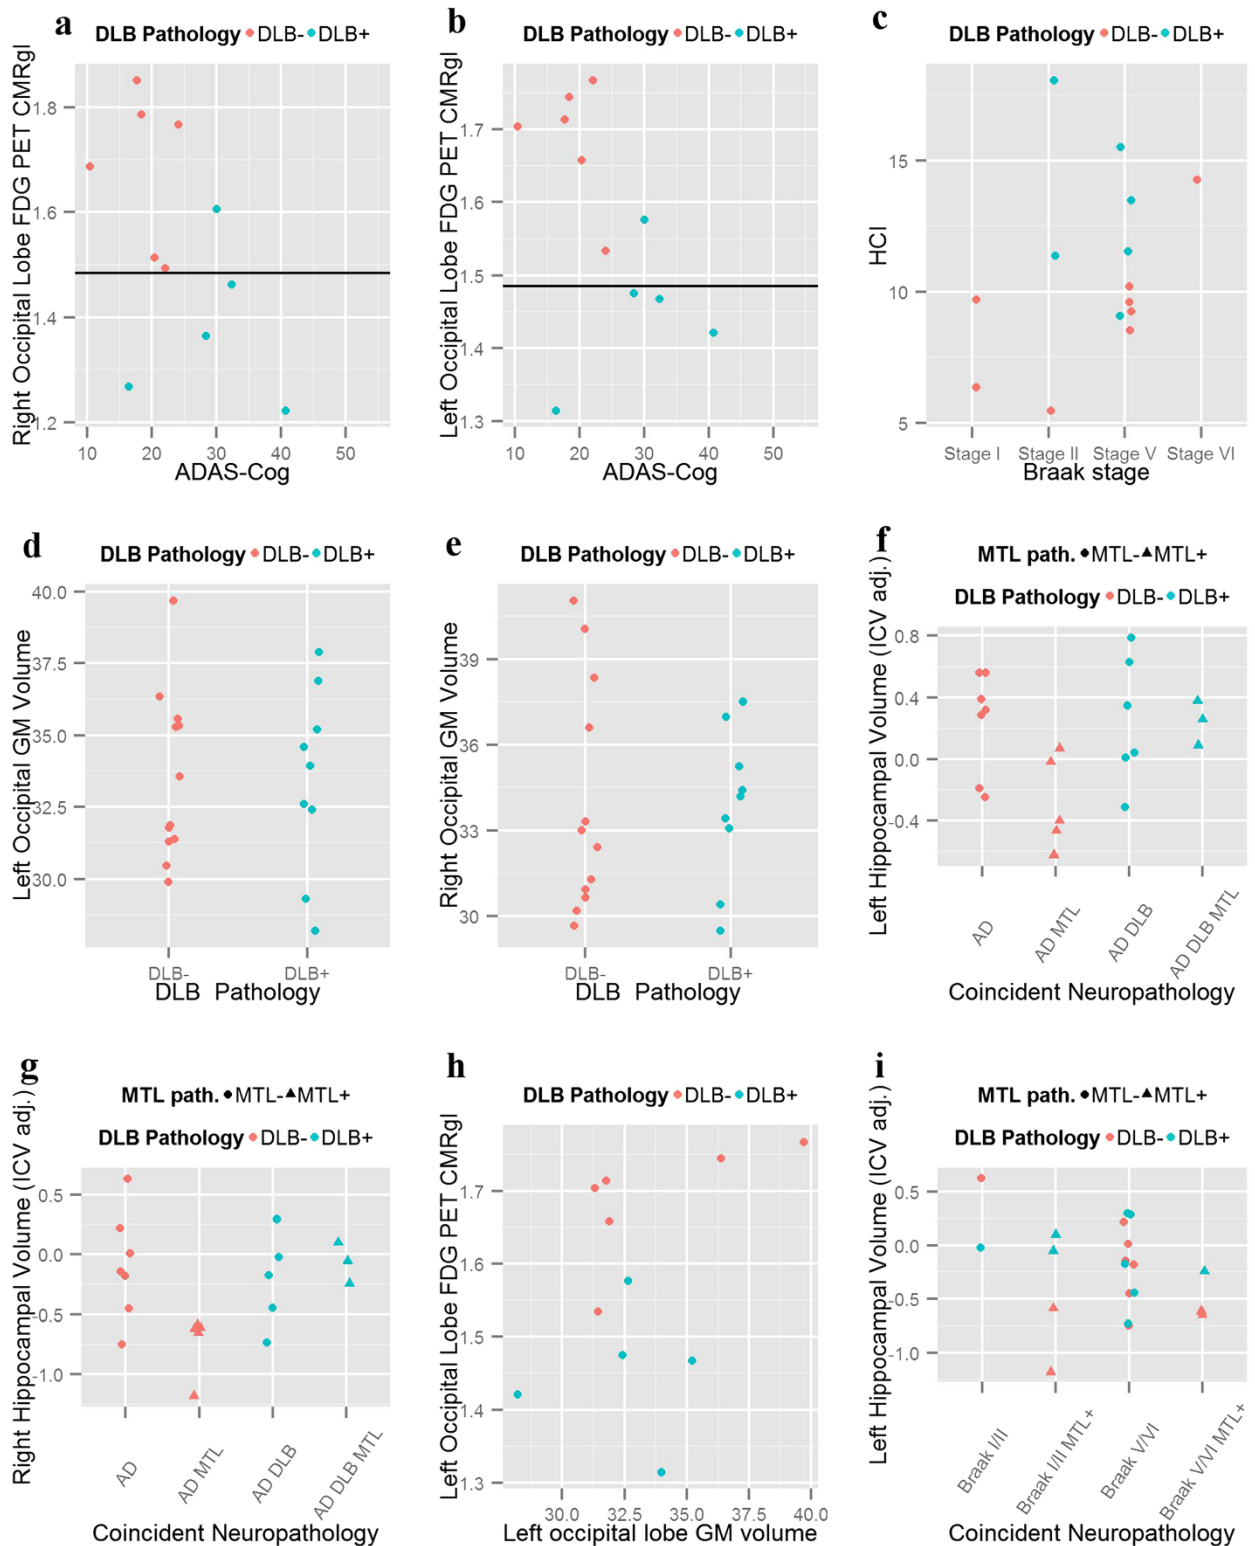 a
DLB Pathology DLB- DLB+
Right Occipital Lobe FDG PET CMRgl
1.8
1.6
1.4
1.2
10 20 30 40 50
ADAS-Cog
b
DLB Pathology DLB- DLB+
Left Occipital Lobe FDG PET CMRgl
1.7
1.6
1.5
1.4
1.3
10 20 30 40 50
ADAS-Cog
c
DLB Pathology DLB- DLB+
HCI
15
10
5
Stage I Stage II Stage V Stage VI
Braak stage
d
DLB Pathology DLB- DLB+
Left Occipital GM Volume
40.0
37.5
35.0
32.5
30.0
DLB- DLB+
DLB Pathology
e
DLB Pathology DLB- DLB+
Right Occipital GM Volume
39
36
33
30
DLB- DLB+
DLB Pathology
f
MTL path. MTL- MTL+
DLB Pathology DLB- DLB+
Left Hippocampal Volume (ICV adj.)
0.8
0.4
0.0
-0.4
AD AD MTL AD DLB AD DLB MTL
Coincident Neuropathology
g
MTL path. MTL- MTL+
DLB Pathology DLB- DLB+
Right Hippocampal Volume (ICV adj.)
0.5
0.0
-0.5
-1.0
AD AD MTL AD DLB AD DLB MTL
Coincident Neuropathology
h
DLB Pathology DLB- DLB+
Left Occipital Lobe FDG PET CMRgl
1.7
1.6
1.5
1.4
1.3
30.0 32.5 35.0 37.5 40.0
Left occipital lobe GM volume
i
MTL path. MTL- MTL+
DLB Pathology DLB- DLB+
Left Hippocampal Volume (ICV adj.)
0.5
0.0
-0.5
-1.0
Braak I/II Braak I/II MTL+ Braak V/VI Braak V/VI MTL+
Coincident Neuropathology